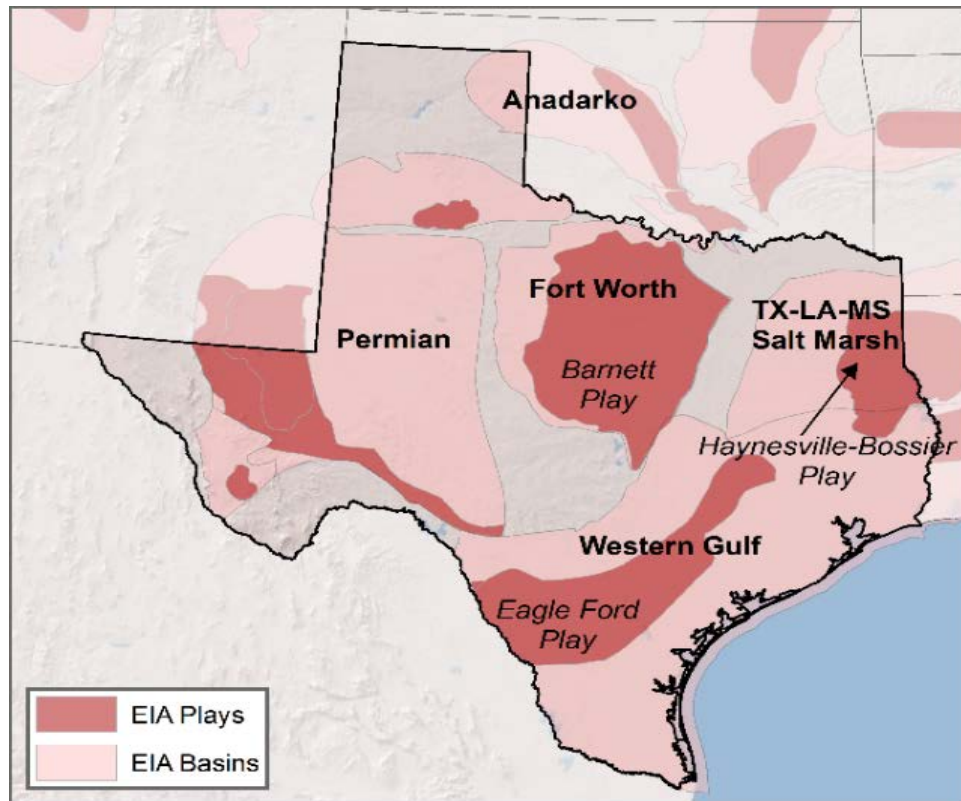 Anadarko
Fort Worth
TX-LA-MS
Salt Marsh
Permian
Barnett
Play
Haynesville-Bossier
Play
Western Gulf
Eagle Ford
Play
EIA Plays
EIA Basins